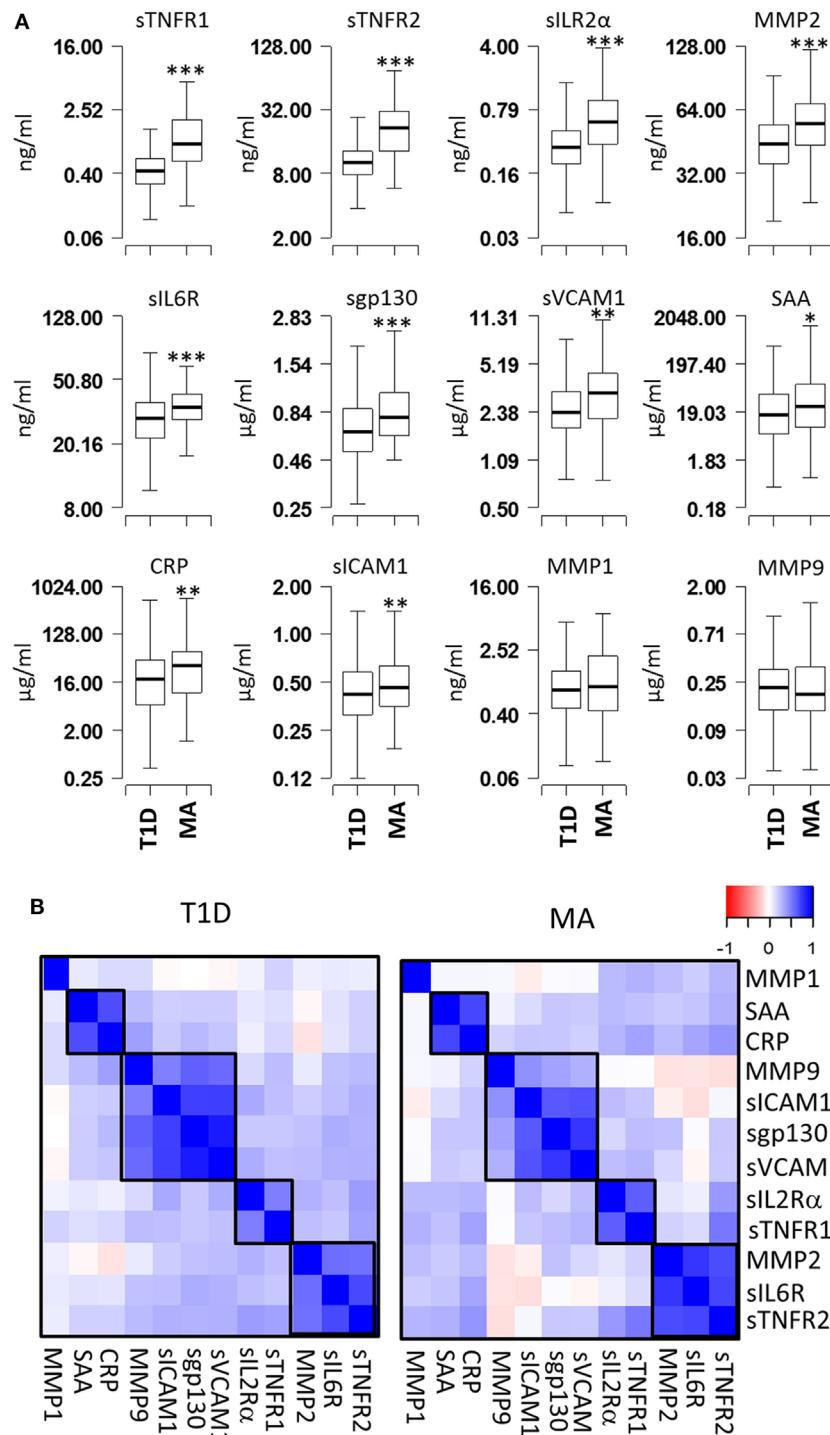 A
sTNFR1
sTNFR2
sILR2α
MMP2
16.00
2.52
0.40
0.06
ng/ml
***
128.00
32.00
8.00
2.00
ng/ml
***
4.00
0.79
0.16
0.03
ng/ml
***
128.00
64.00
32.00
16.00
ng/ml
***
sIL6R
sgp130
sVCAM1
SAA
128.00
50.80
20.16
8.00
ng/ml
***
2.83
1.54
0.84
0.46
0.25
µg/ml
***
11.31
5.19
2.38
1.09
0.50
µg/ml
**
2048.00
197.40
19.03
1.83
0.18
µg/ml
*
CRP
sICAM1
MMP1
MMP9
1024.00
128.00
16.00
2.00
0.25
µg/ml
**
2.00
1.00
0.50
0.25
0.12
µg/ml
**
16.00
2.52
0.40
0.06
ng/ml
2.00
0.71
0.25
0.09
0.03
µg/ml
T1D MA
T1D MA
T1D MA
T1D MA
B
T1D
MA
-1 0 1
MMP1
SAA
CRP
MMP9
sICAM1
sgp130
sVCAM
sIL2Rα
sTNFR1
MMP2
sIL6R
sTNFR2
MMP1 SAA CRP MMP9 sICAM1 sgp130 sVCAM1 sIL2Rα sTNFR1 MMP2 sIL6R sTNFR2
MMP1 SAA CRP MMP9 sICAM1 sgp130 sVCAM sIL2Rα sTNFR1 MMP2 sIL6R sTNFR2